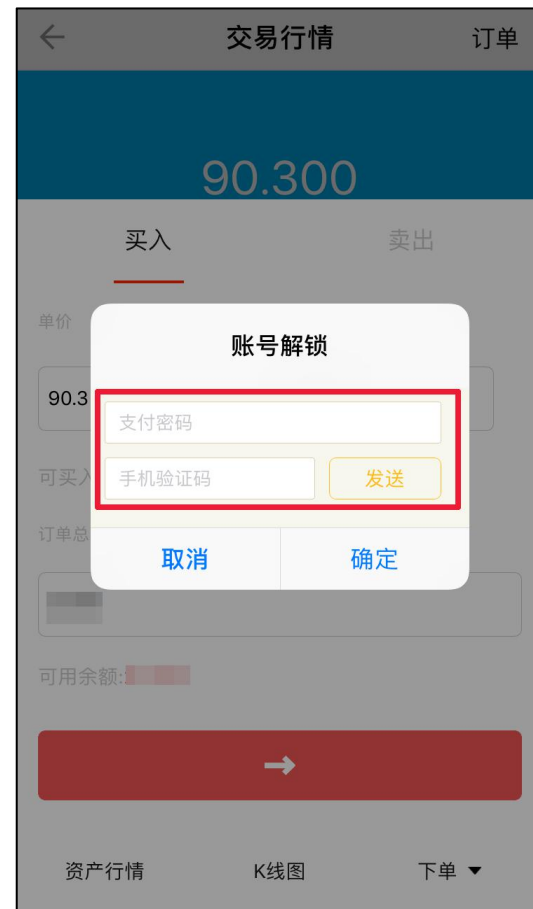 交易行情
订单
90.300
买入
卖出
单价
账号解锁
90.3
支付密码
可买入
手机验证码
发送
订单总
取消
确定
可用余额:
资产行情
K线图
下单